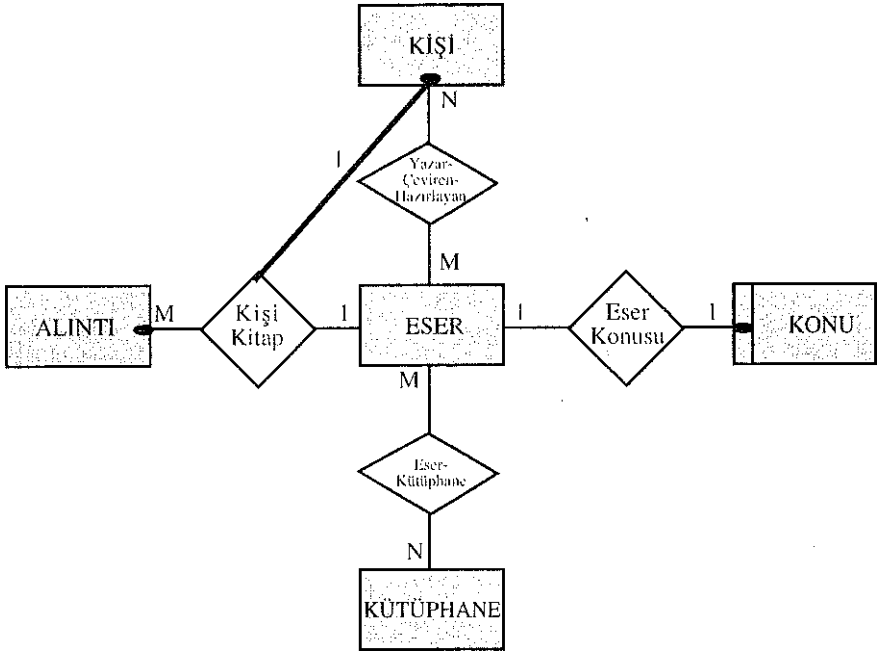 KİŞİ
N
1
Yazar-
Çeviren-
Hazırlayan
M
ALINTI
M
Kişi
Kitap
1
ESER
1
Eser
Konusu
1
KONU
M
Eser-
Kütüphane
N
KÜTÜPHANE